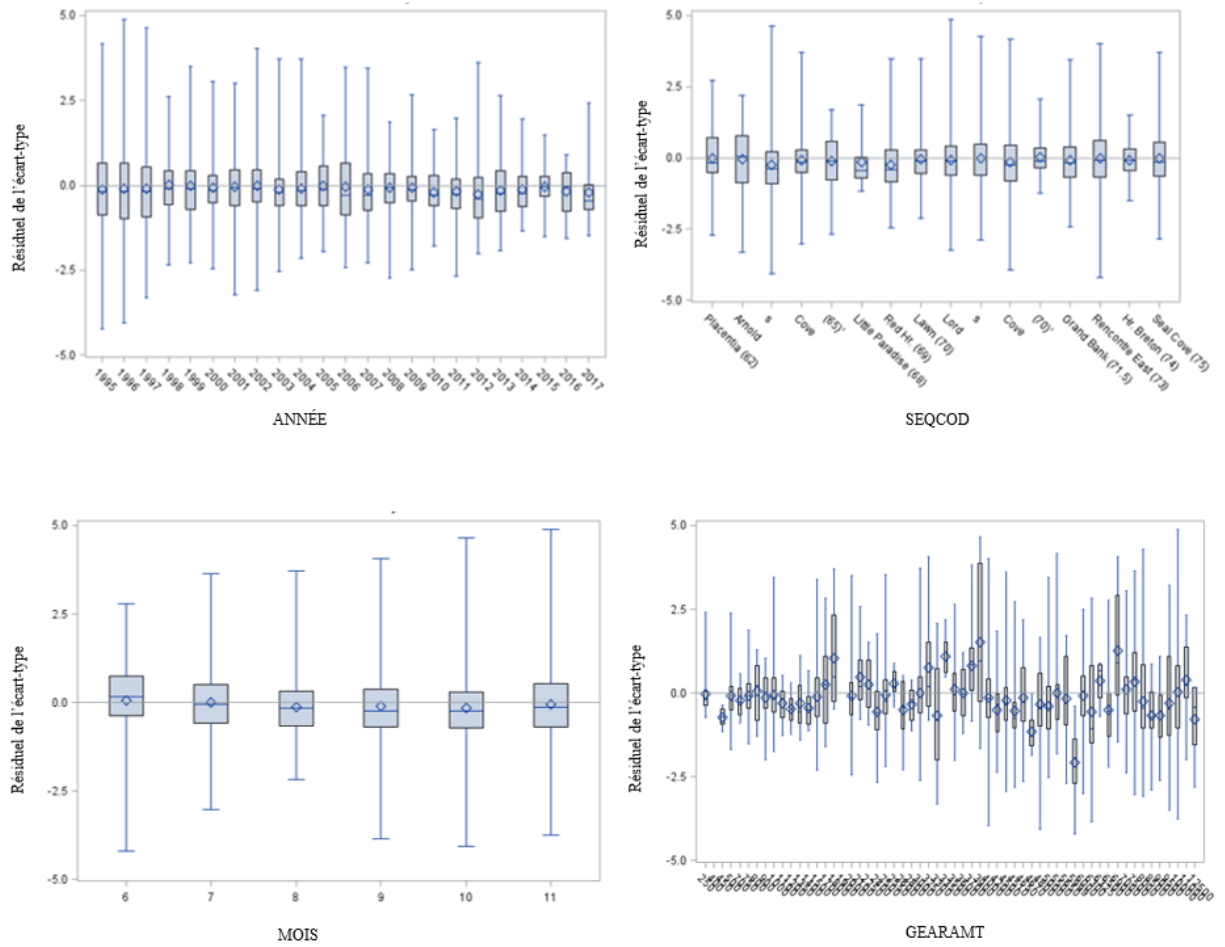 5.0
2.5
0.0
-2.5
-5.0
Résiduel de l'écart-type
1995 1996 1997 1998 1999 2000 2001 2002 2003 2004 2005 2006 2007 2008 2009 2010 2011 2012 2013 2014 2015 2016 2017
ANNÉE
5.0
2.5
0.0
-2.5
-5.0
Résiduel de l'écart-type
Placentia (62)
Arnold
s
Cove
(65)'
Little Paradise (68)
Red Hr. (69)
Lawn (70)
Lord
s
Cove
(70)'
Grand Bank (71.5)
Rencontre East (73)
Hr. Breton (74)
Seal Cove (75)
SEQCOD
5.0
2.5
0.0
-2.5
-5.0
Résiduel de l'écart-type
6 7 8 9 10 11
MOIS
5.0
2.5
0.0
-2.5
-5.0
Résiduel de l'écart-type
GEARAMT